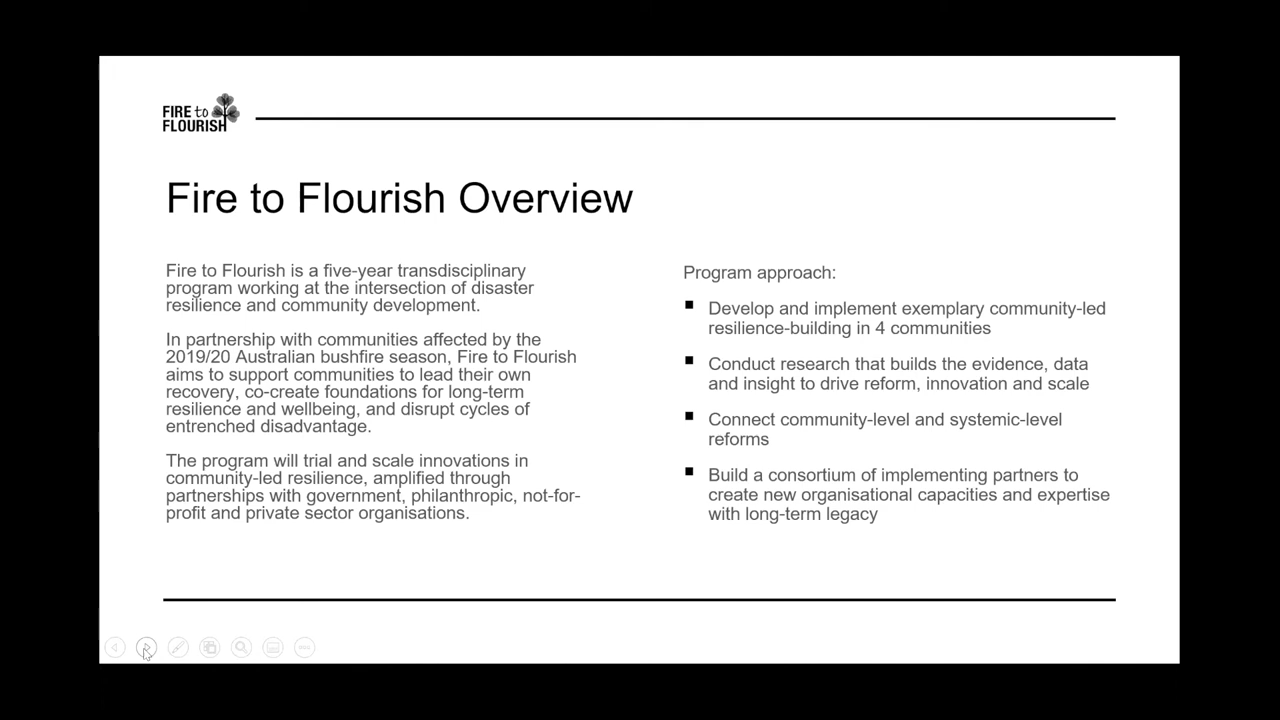 FIRE to
FLOURISH
Fire to Flourish Overview
Fire to Flourish is a five-year transdisciplinary
program working at the intersection of disaster
resilience and community development.
In partnership with communities affected by the
2019/20 Australian bushfire season, Fire to Flourish
aims to support communities to lead their own
recovery, co-create foundations for long-term
resilience and wellbeing, and disrupt cycles of
entrenched disadvantage.
The program will trial and scale innovations in
community-led resilience, amplified through
partnerships with government, philanthropic, not-for-
profit and private sector organisations.
Program approach:
▪ Develop and implement exemplary community-led
resilience-building in 4 communities
▪ Conduct research that builds the evidence, data
and insight to drive reform, innovation and scale
▪ Connect community-level and systemic-level
reforms
▪ Build a consortium of implementing partners to
create new organisational capacities and expertise
with long-term legacy